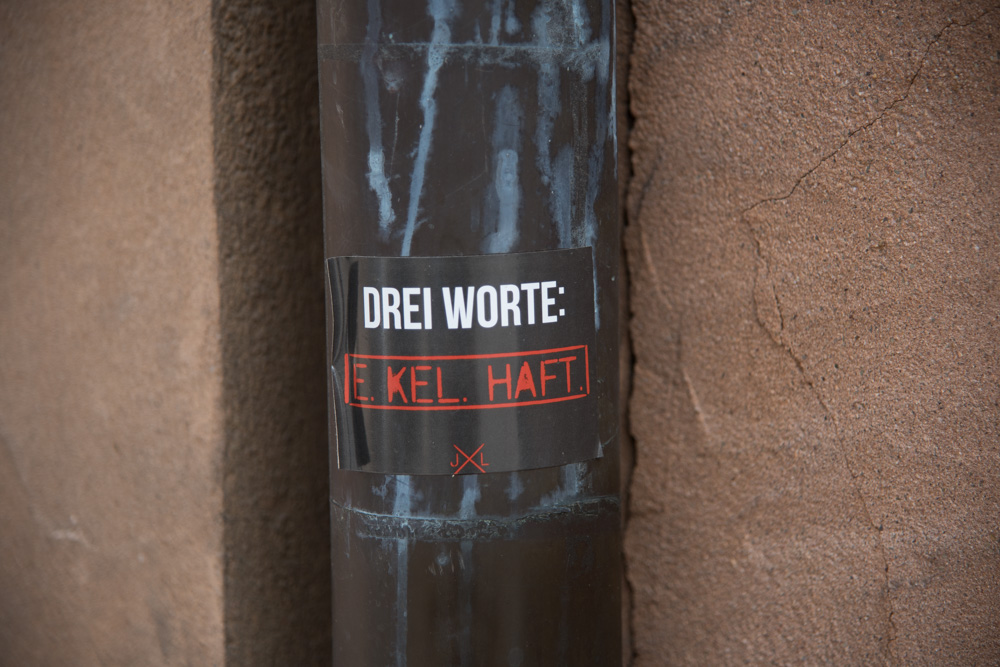 DREI WORTE:
E. KEL. HAFT.
J L